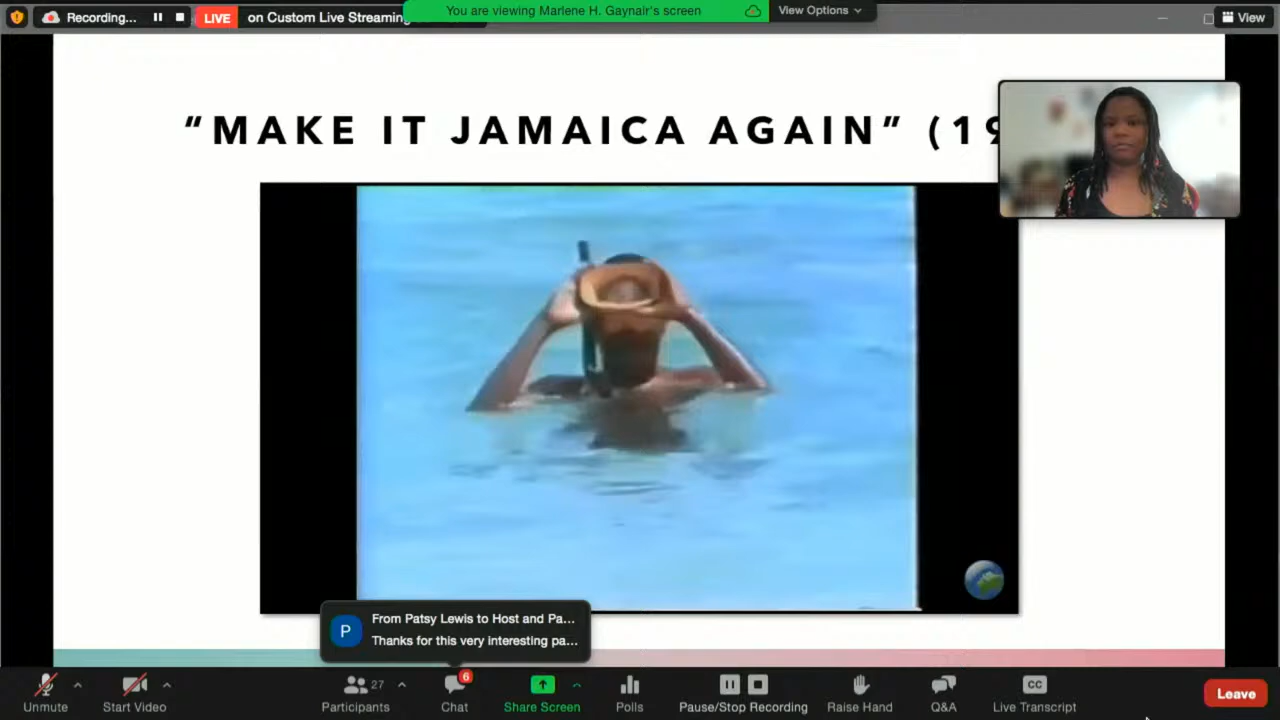 Recording...
LIVE
on Custom Live Streaming
You are viewing Marlene H. Gaynair's screen
View Options
View
“MAKE IT JAMAICA AGAIN” (19
P
From Patsy Lewis to Host and Pa...
Thanks for this very interesting pa...
Unmute
Start Video
27
Participants
6
Chat
Share Screen
Polls
Pause/Stop Recording
Raise Hand
Q&A
CC
Live Transcript
Leave